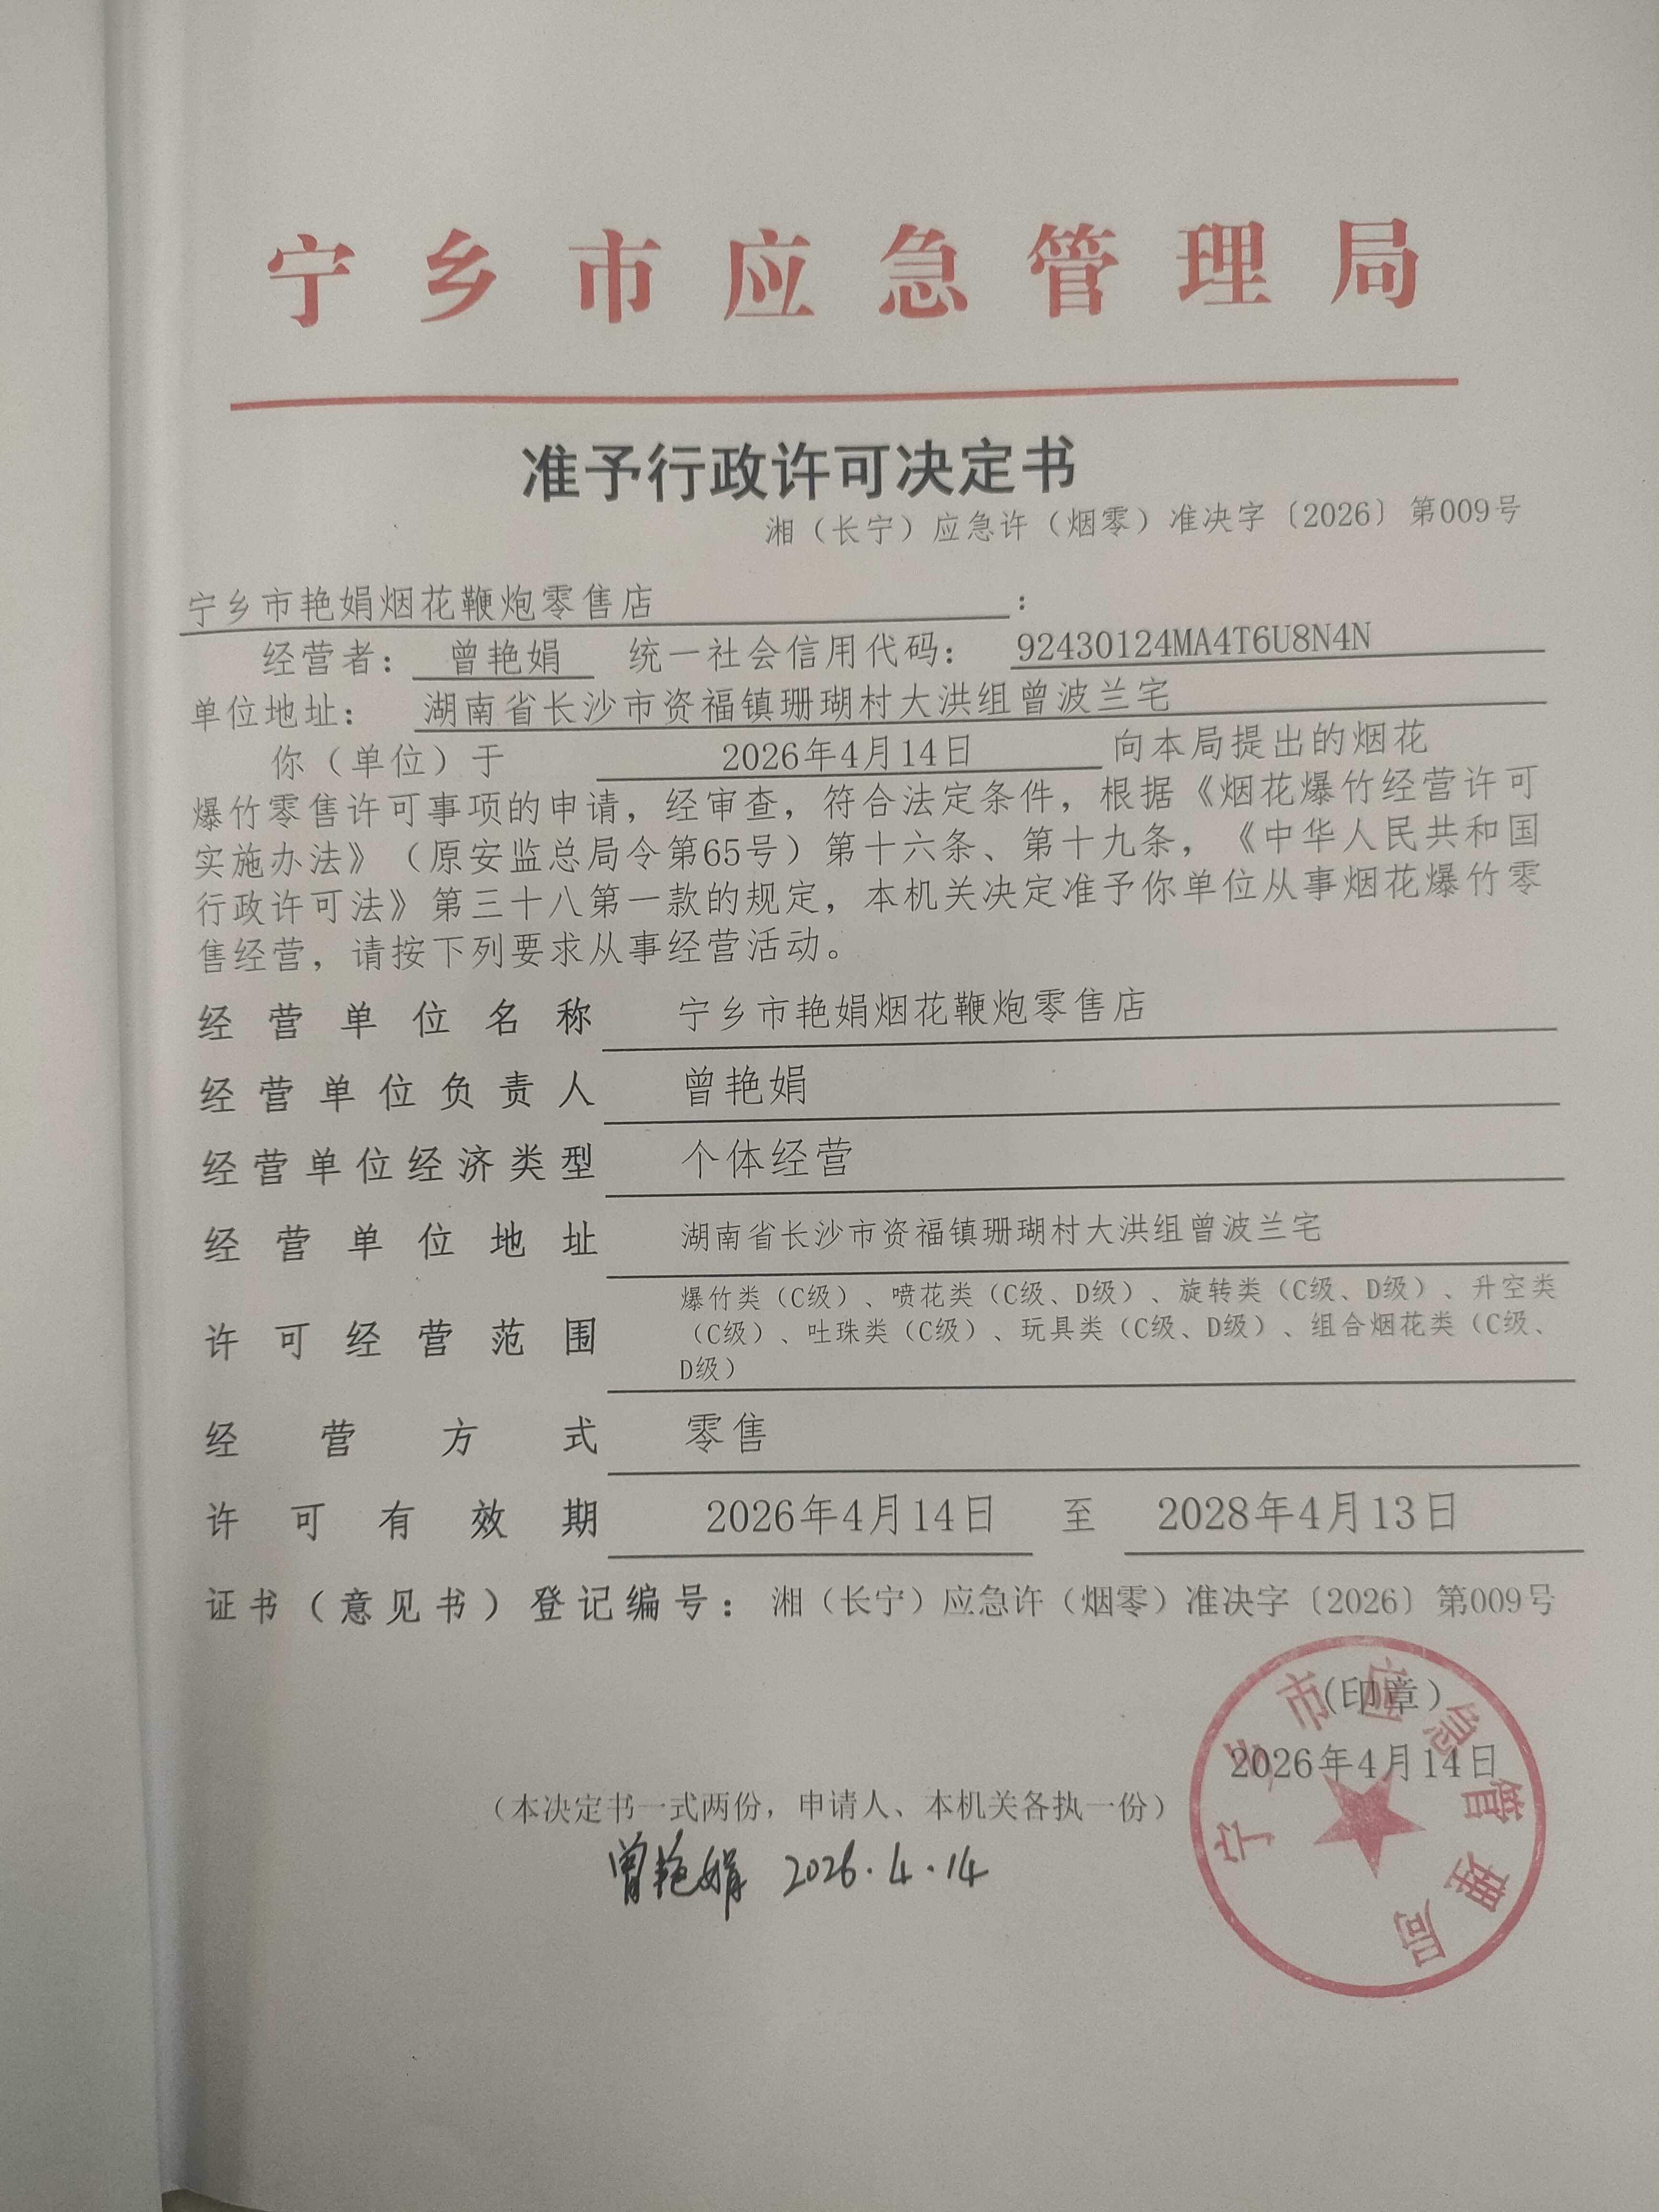 宁乡市应急管理局
准予行政许可决定书
湘（长宁）应急许（烟零）准决字〔2026〕第009号
宁乡市艳娟烟花鞭炮零售店：
经营者： 曾艳娟 统一社会信用代码： 92430124MA4T6U8N4N
单位地址： 湖南省长沙市资福镇珊瑚村大洪组曾波兰宅
你（单位）于 2026年4月14日 向本局提出的烟花
爆竹零售许可事项的申请，经审查，符合法定条件，根据《烟花爆竹经营许可
实施办法》（原安监总局令第65号）第十六条、第十九条，《中华人民共和国
行政许可法》第三十八第一款的规定，本机关决定准予你单位从事烟花爆竹零
售经营，请按下列要求从事经营活动。
经营单位名称 宁乡市艳娟烟花鞭炮零售店
经营单位负责人 曾艳娟
经营单位经济类型 个体经营
经营单位地址 湖南省长沙市资福镇珊瑚村大洪组曾波兰宅
许可经营范围 爆竹类（C级）、喷花类（C级、D级）、旋转类（C级、D级）、升空类
（C级）、吐珠类（C级）、玩具类（C级、D级）、组合烟花类（C级、
D级）
经营方式 零售
许可有效期 2026年4月14日 至 2028年4月13日
证书（意见书）登记编号：湘（长宁）应急许（烟零）准决字〔2026〕第009号
（印章）
2026年4月14日
宁乡市应急管理局
（本决定书一式两份，申请人、本机关各执一份）
曾艳娟 2026.4.14